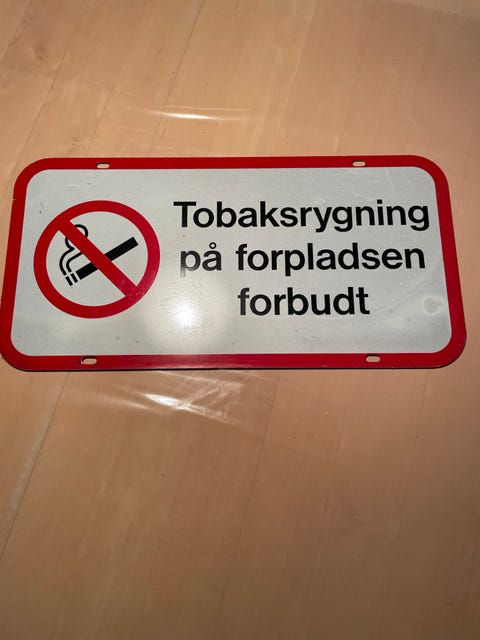 Tobaksrygning
på forpladsen
forbudt